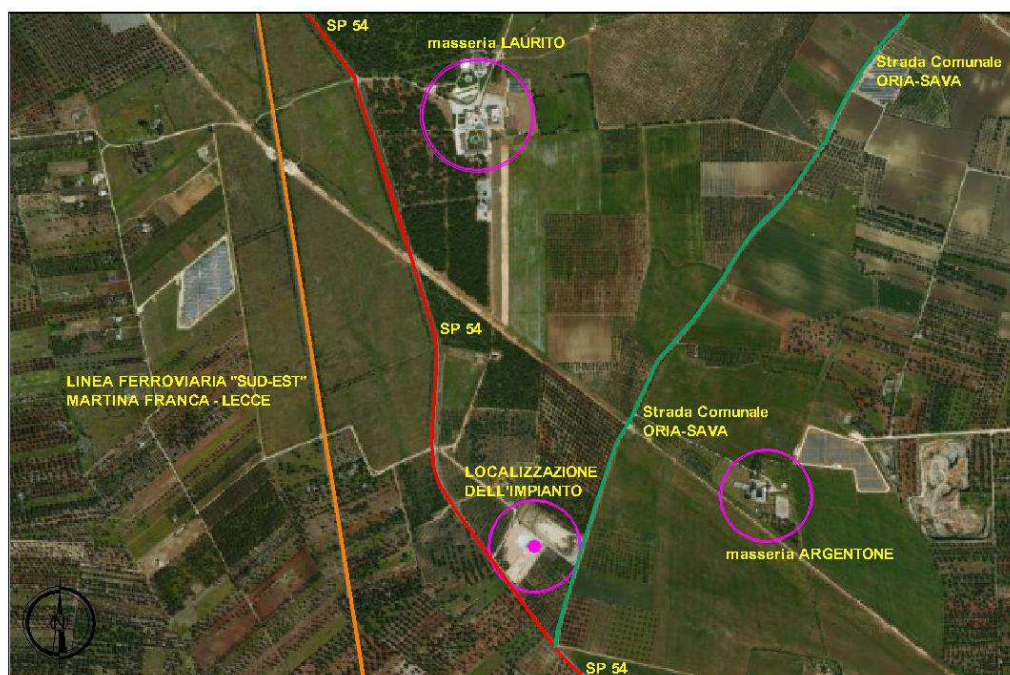 SP 54
masseria LAURITO
Strada Comunale
ORIA-SAVA
SP 54
LINEA FERROVIARIA "SUD-EST"
MARTINA FRANCA - LECCE
Strada Comunale
ORIA-SAVA
LOCALIZZAZIONE
DELL'IMPIANTO
masseria ARGENTONE
SP 54